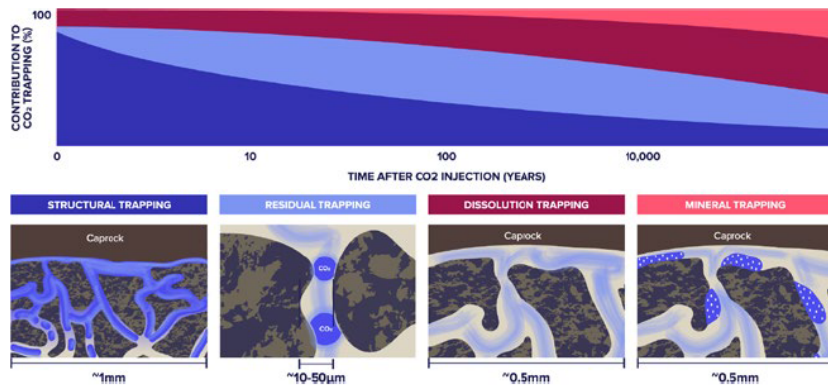 100
CONTRIBUTION TO
CO₂ TRAPPING (%)
0
10
100
10,000
TIME AFTER CO2 INJECTION (YEARS)
STRUCTURAL TRAPPING
RESIDUAL TRAPPING
DISSOLUTION TRAPPING
MINERAL TRAPPING
Caprock
CO₂
CO₂
Caprock
Caprock
~1mm
~10-50µm
~0.5mm
~0.5mm